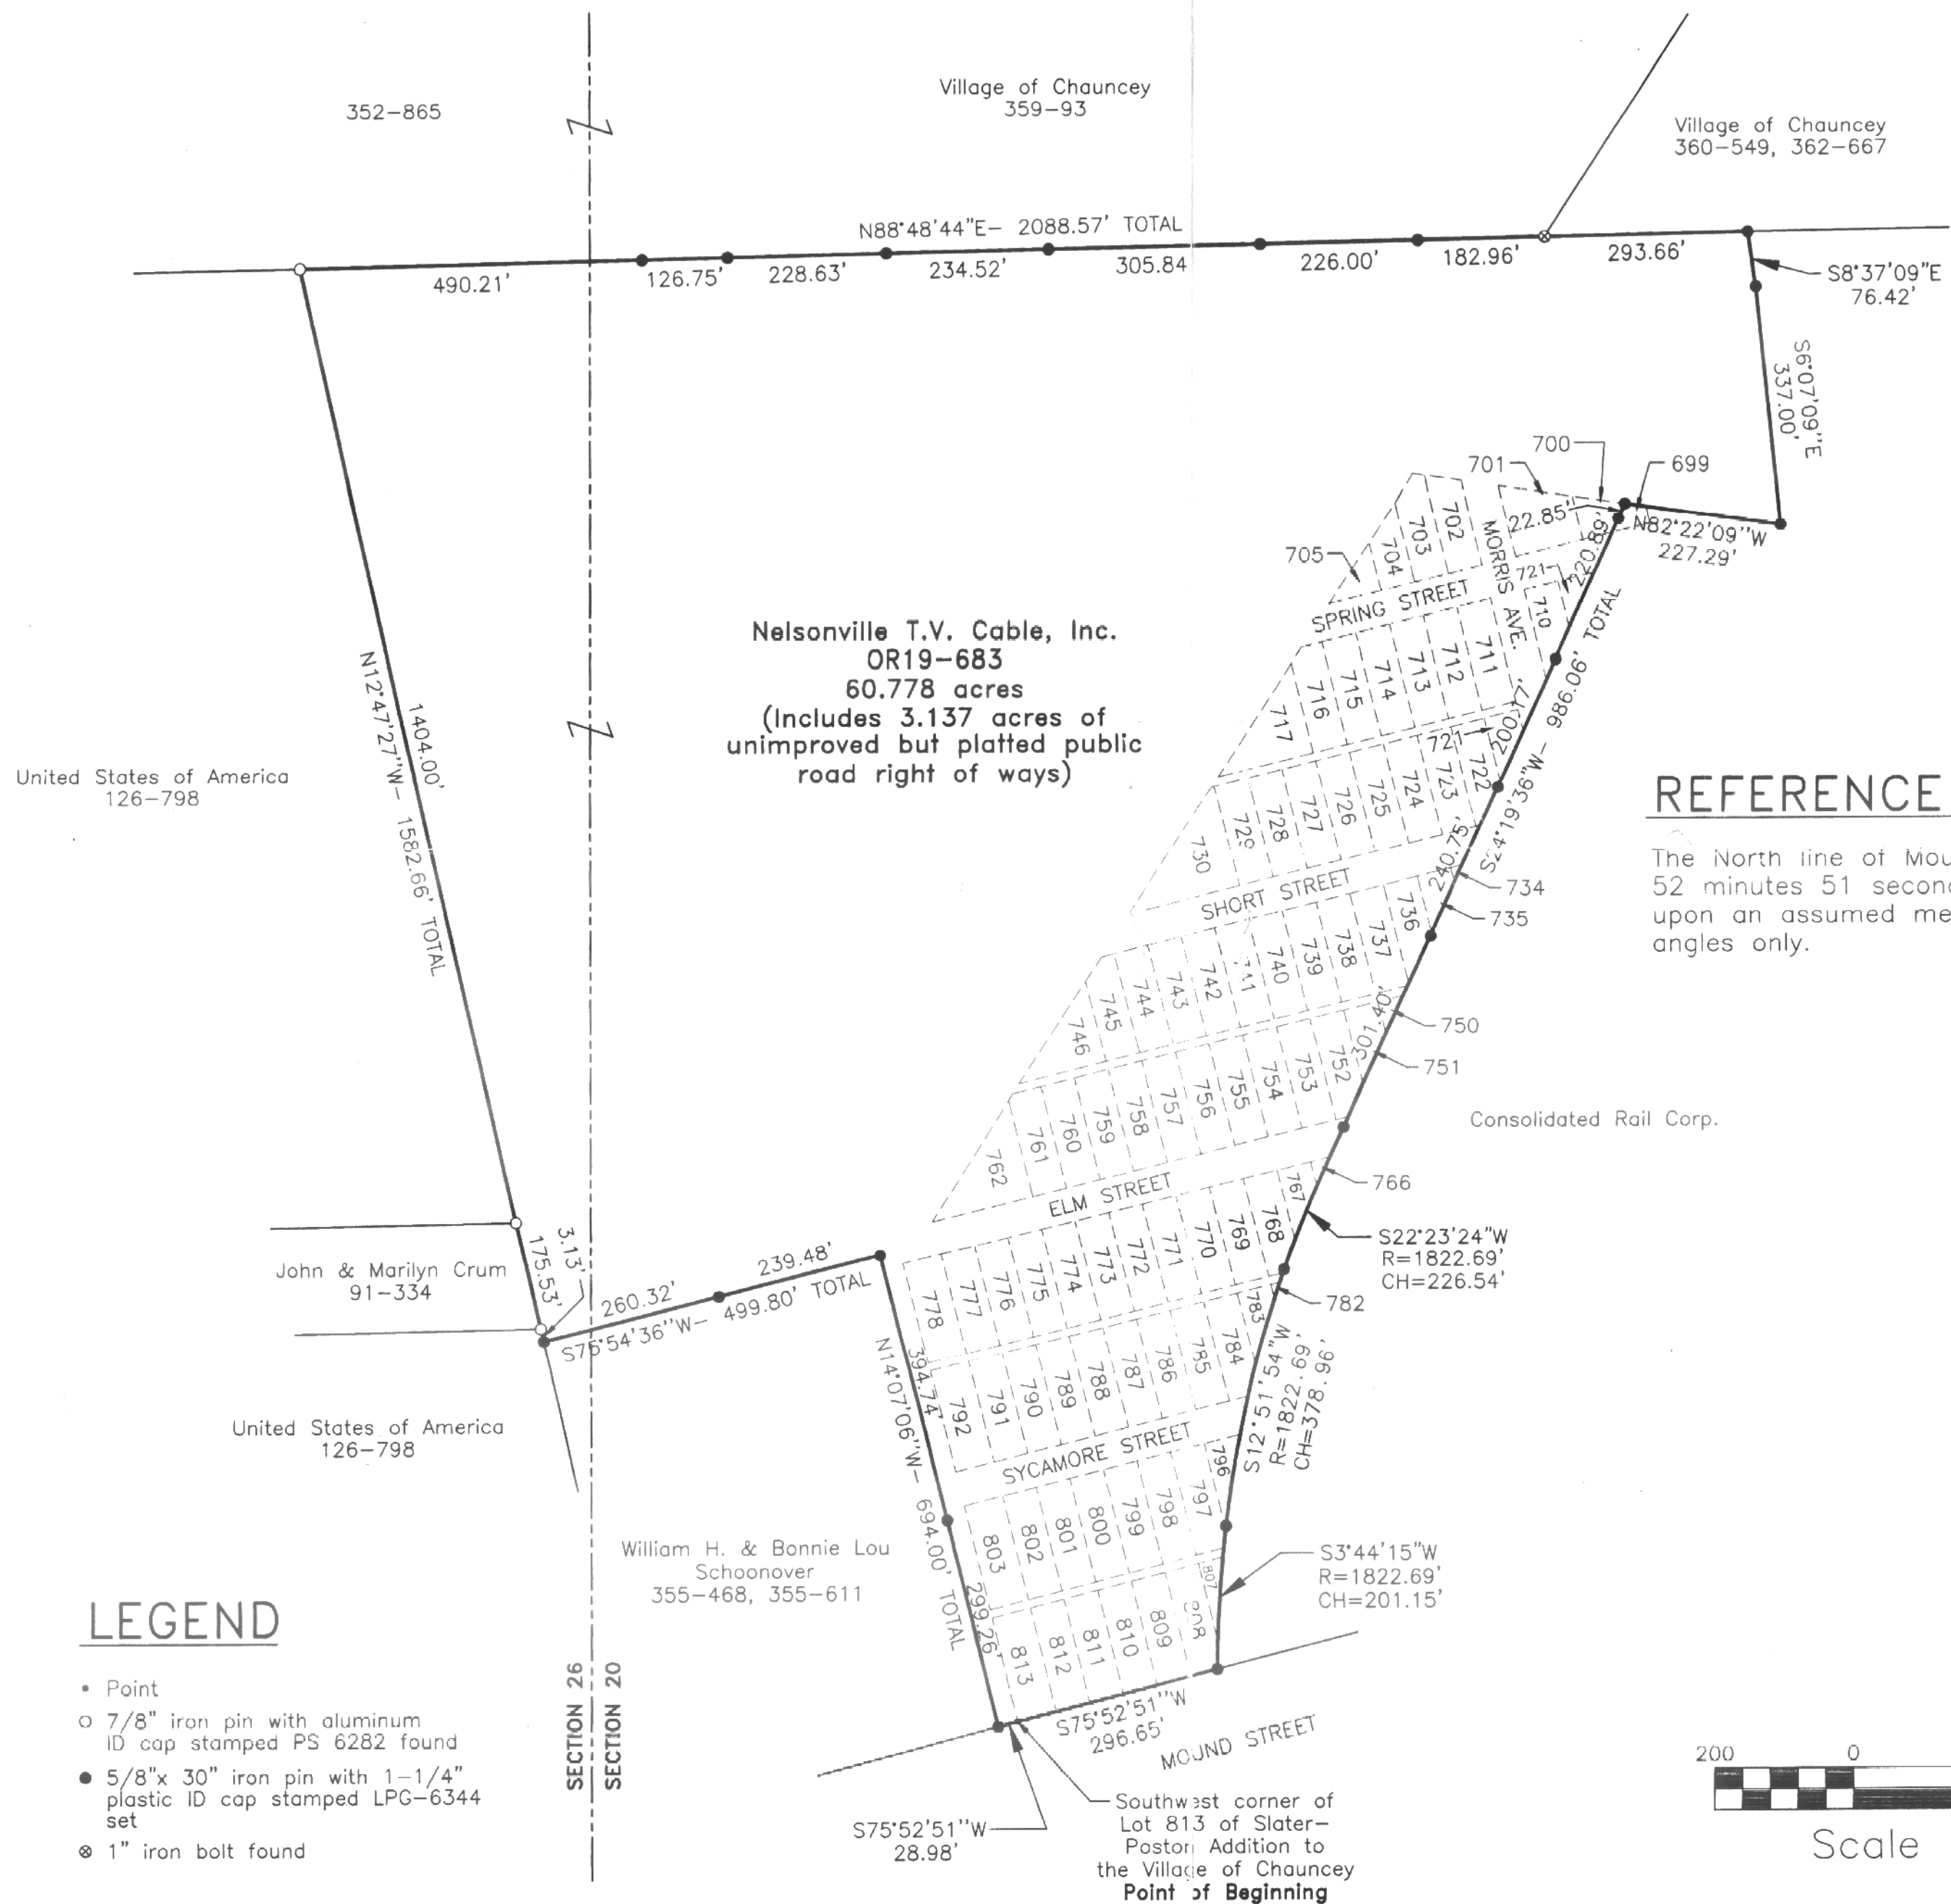 352-865
Village of Chauncey
359-93
Village of Chauncey
360-549, 362-667
N88°48'44"E- 2088.57' TOTAL
490.21'
126.75'
228.63'
234.52'
305.84
226.00'
182.96'
293.66'
S8°37'09"E
76.42'
S6°07'09"E
337.00'
700
701
699
22.85'
N82°22'09"W
227.29'
702
703
704
705
MORRIS AVE.
SPRING STREET
721
220.89'
710
711
712
713
714
715
716
717
S24°19'36"W- 986.06' TOTAL
200.17'
721
722
723
724
725
726
727
728
729
730
Nelsonville T.V. Cable, Inc.
OR19-683
60.778 acres
(Includes 3.137 acres of
unimproved but platted public
road right of ways)
N12°47'27"W- 1582.66' TOTAL
1404.00'
United States of America
126-798
REFERENCE
The North line of Mou
52 minutes 51 second
upon an assumed me
angles only.
SHORT STREET
240.75'
734
735
736
737
738
739
740
742
743
744
745
746
301.40'
750
751
752
753
754
755
756
757
758
759
760
761
762
Consolidated Rail Corp.
ELM STREET
766
767
768
769
770
771
772
773
774
775
776
777
778
S22°23'24"W
R=1822.69'
CH=226.54'
John & Marilyn Crum
91-334
175.53'
3.13'
260.32'
239.48'
S75°54'36"W- 499.80' TOTAL
782
783
784
785
786
787
788
789
790
791
792
S12°51'54"W
R=1822.69'
CH=378.96'
N14°07'06"W- 694.00' TOTAL
394.74'
299.26'
United States of America
126-798
SYCAMORE STREET
796
797
798
799
800
801
802
803
William H. & Bonnie Lou
Schoonover
355-468, 355-611
S3°44'15"W
R=1822.69'
CH=201.15'
807
808
809
810
811
812
813
S75°52'51"W
296.65'
MOUND STREET
S75°52'51"W
28.98'
Southwest corner of
Lot 813 of Slater-
Poston Addition to
the Village of Chauncey
Point of Beginning
SECTION 26
SECTION 20
LEGEND
Point
7/8" iron pin with aluminum
ID cap stamped PS 6282 found
5/8"x 30" iron pin with 1-1/4"
plastic ID cap stamped LPG-6344
set
1" iron bolt found
200 0
Scale